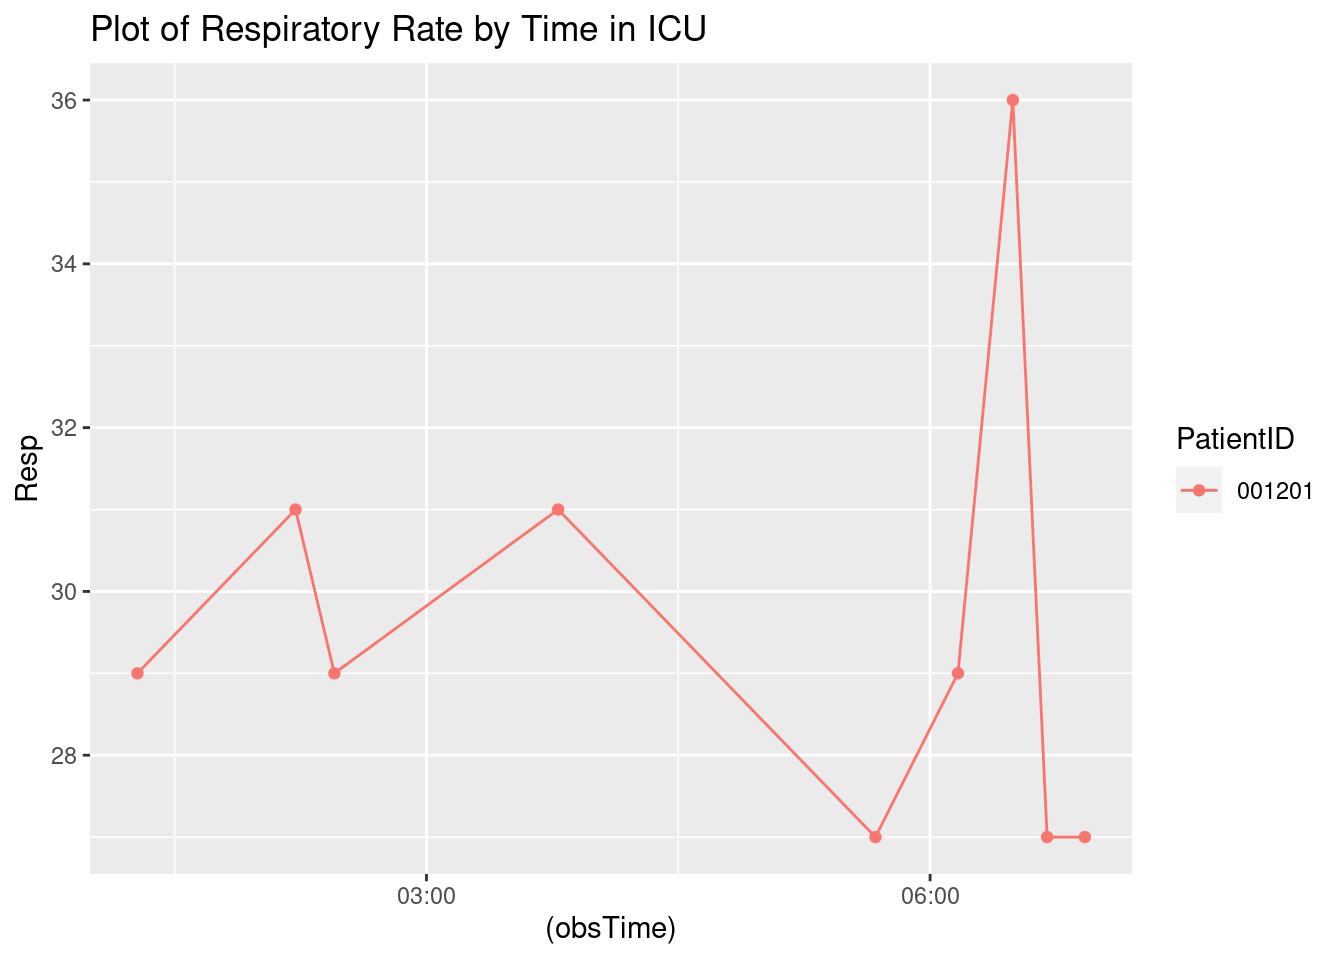 Plot of Respiratory Rate by Time in ICU
36
34
32
30
28
Resp
03:00
06:00
(obsTime)
PatientID
001201